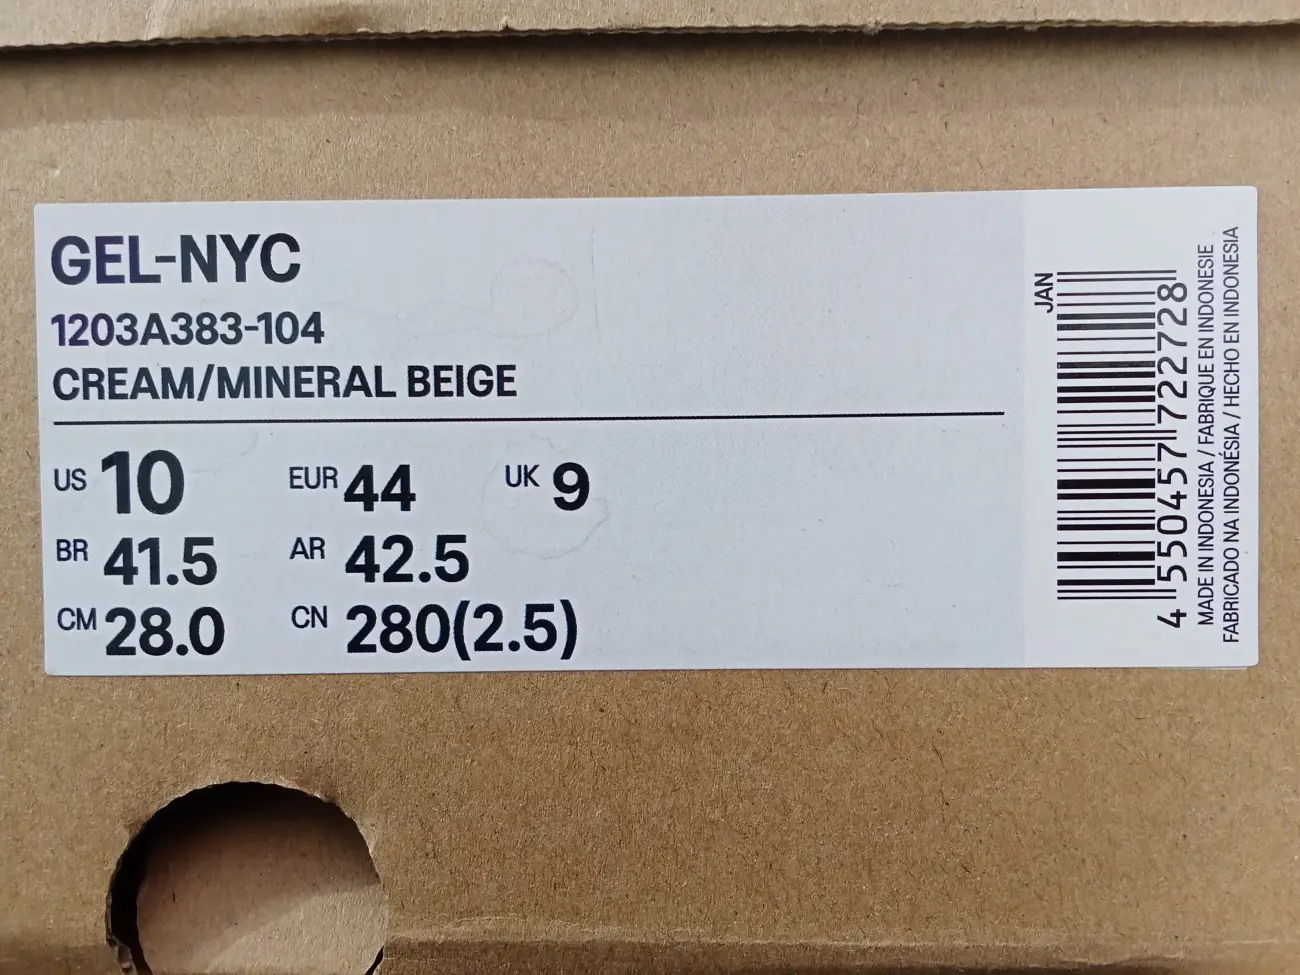 GEL-NYC
1203A383-104
CREAM/MINERAL BEIGE
US 10 EUR 44 UK 9
BR 41.5 AR 42.5
CM 28.0 CN 280(2.5)
JAN
4 550457 722728
MADE IN INDONESIA / FABRIQUE EN INDONESIE
FABRICADO NA INDONÉSIA / HECHO EN INDONESIA